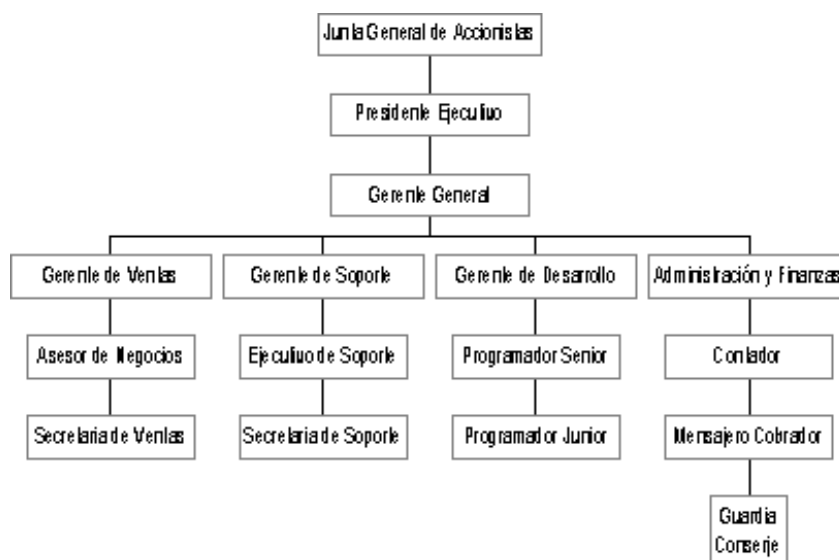 Junta General de Accionistas
Presidente Ejecutivo
Gerente General
Gerente de Ventas
Gerente de Soporte
Gerente de Desarrollo
Administración y Finanzas
Asesor de Negocios
Ejecutivo de Soporte
Programador Senior
Contador
Secretaria de Ventas
Secretaria de Soporte
Programador Junior
Mensajero Cobrador
Guardia
Conserje